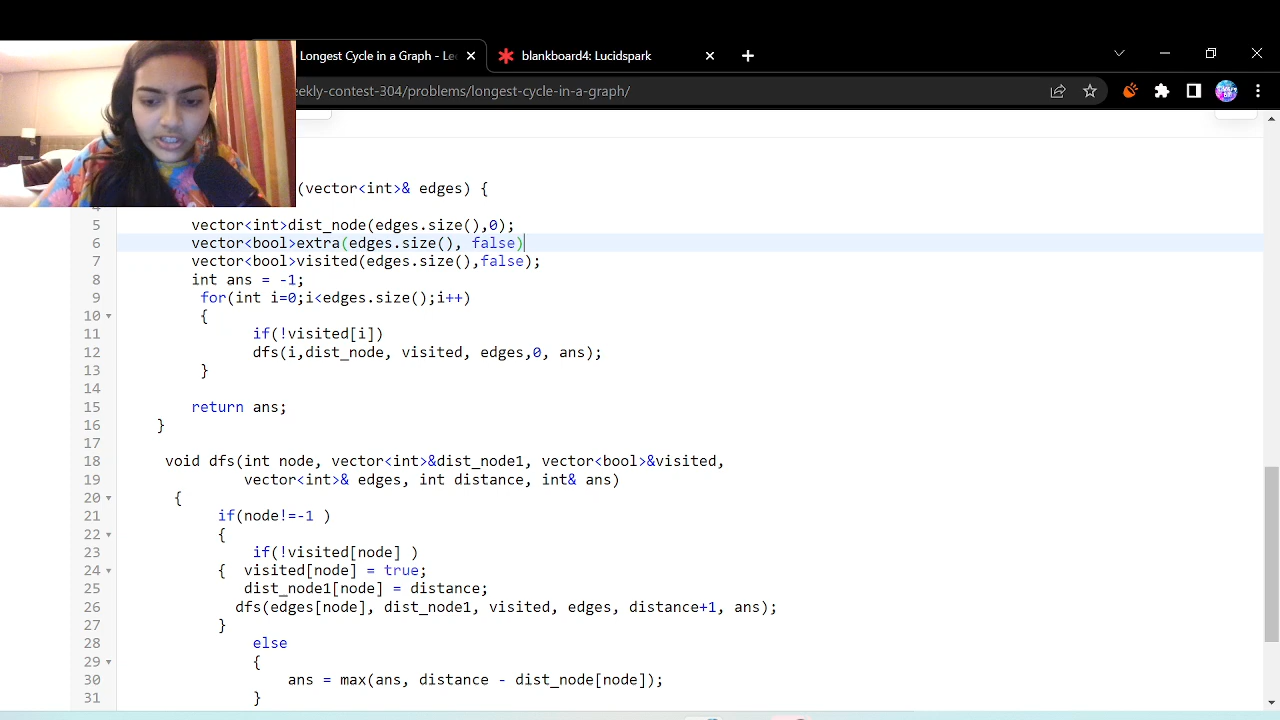 Longest Cycle in a Graph - Le
blankboard4: Lucidspark
eekly-contest-304/problems/longest-cycle-in-a-graph/
(vector<int>& edges) {
4
5 vector<int>dist_node(edges.size(),0);
6 vector<bool>extra(edges.size(), false)
7 vector<bool>visited(edges.size(),false);
8 int ans = -1;
9 for(int i=0;i<edges.size();i++)
10 {
11 if(!visited[i])
12 dfs(i,dist_node, visited, edges,0, ans);
13 }
14
15 return ans;
16 }
17
18 void dfs(int node, vector<int>&dist_node1, vector<bool>&visited,
19 vector<int>& edges, int distance, int& ans)
20 {
21 if(node!=-1 )
22 {
23 if(!visited[node] )
24 { visited[node] = true;
25 dist_node1[node] = distance;
26 dfs(edges[node], dist_node1, visited, edges, distance+1, ans);
27 }
28 else
29 {
30 ans = max(ans, distance - dist_node[node]);
31 }